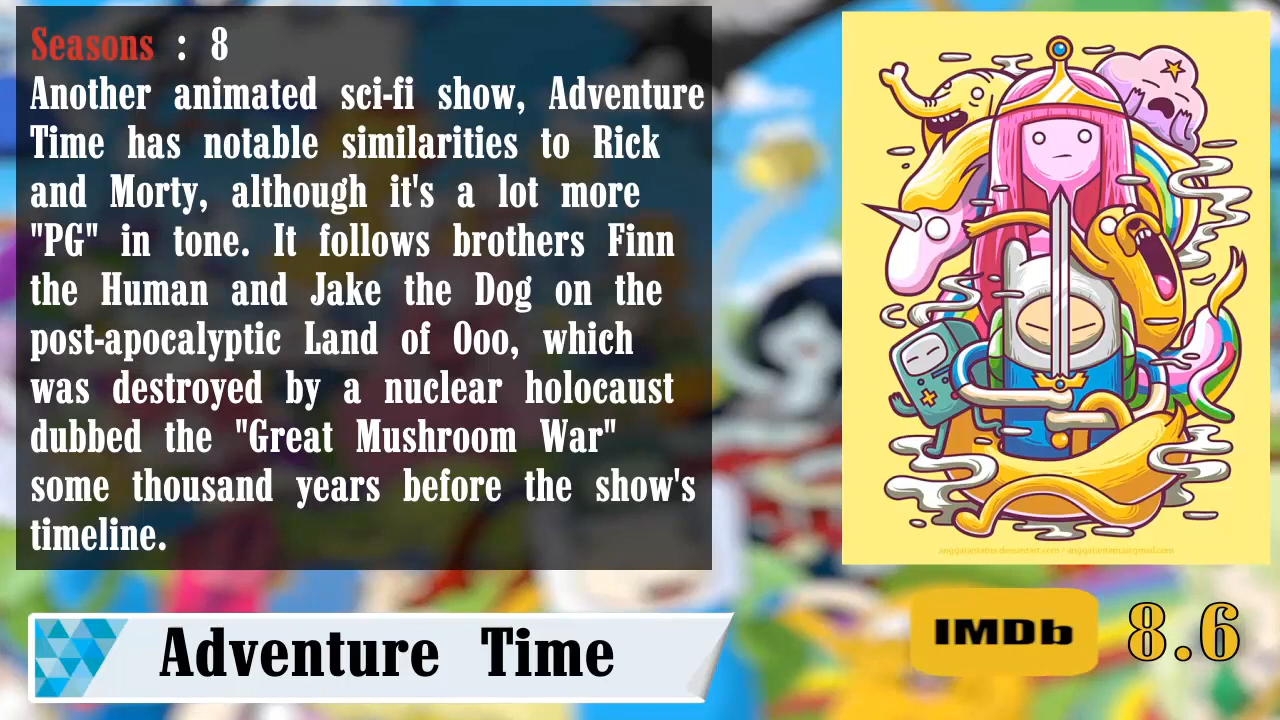 Seasons : 8
Another animated sci-fi show, Adventure
Time has notable similarities to Rick
and Morty, although it's a lot more
"PG" in tone. It follows brothers Finn
the Human and Jake the Dog on the
post-apocalyptic Land of Ooo, which
was destroyed by a nuclear holocaust
dubbed the "Great Mushroom War"
some thousand years before the show's
timeline.
Adventure Time
IMDb 8.6